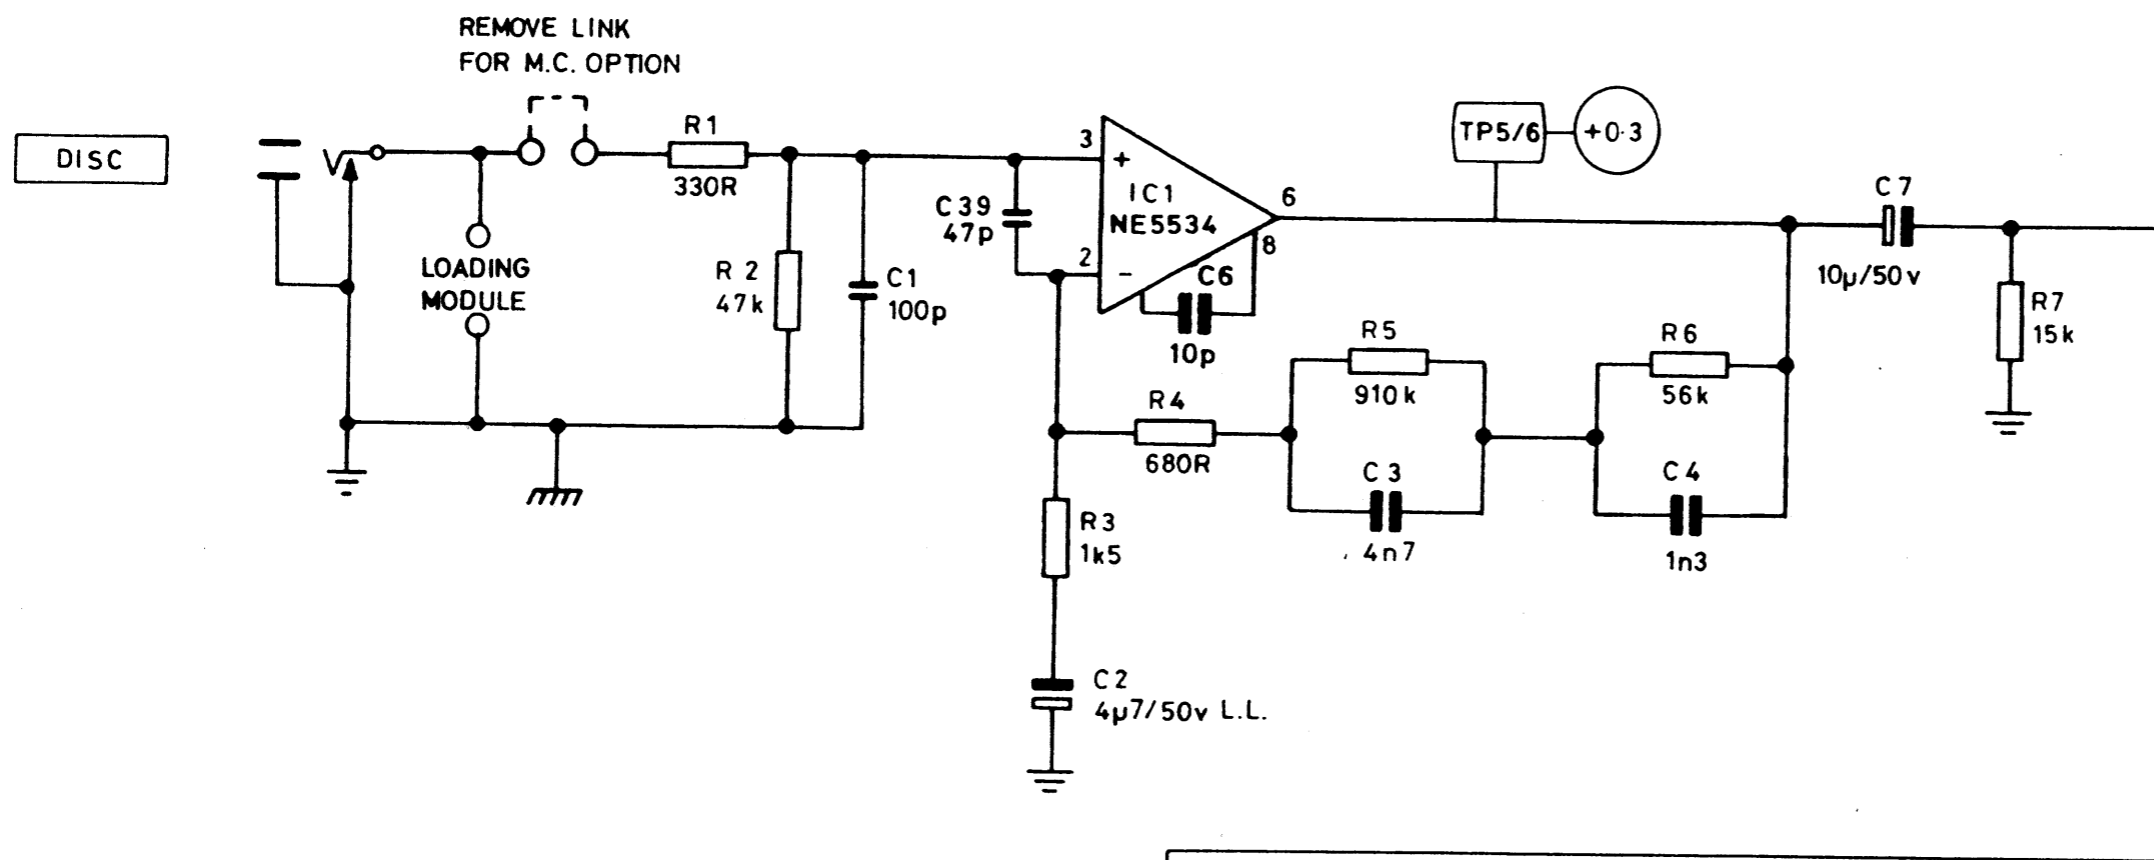 REMOVE LINK
FOR M.C. OPTION
DISC
V
R1
330R
LOADING
MODULE
R2
47k
C1
100p
C39
47p
3
+
IC1
NE5534
2
-
6
8
C6
10p
TP5/6
+0.3
C7
10µ/50v
R7
15k
R5
910k
R6
56k
R4
680R
C3
4n7
C4
1n3
R3
1k5
C2
4µ7/50v L.L.